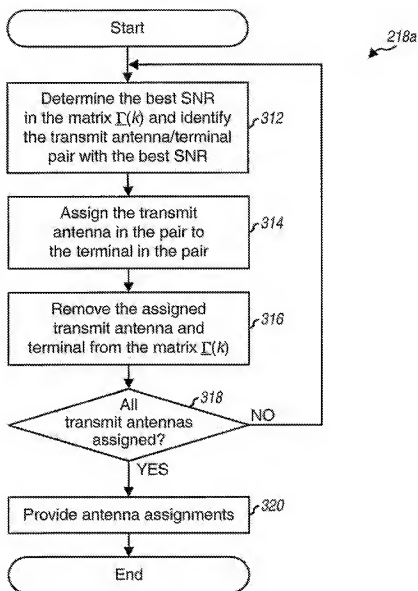 Start
218a
Determine the best SNR
in the matrix Γ(k) and identify
the transmit antenna/terminal
pair with the best SNR
312
Assign the transmit
antenna in the pair to
the terminal in the pair
314
Remove the assigned
transmit antenna and
terminal from the matrix Γ(k)
316
All
transmit antennas
assigned?
318
NO
YES
Provide antenna assignments
320
End